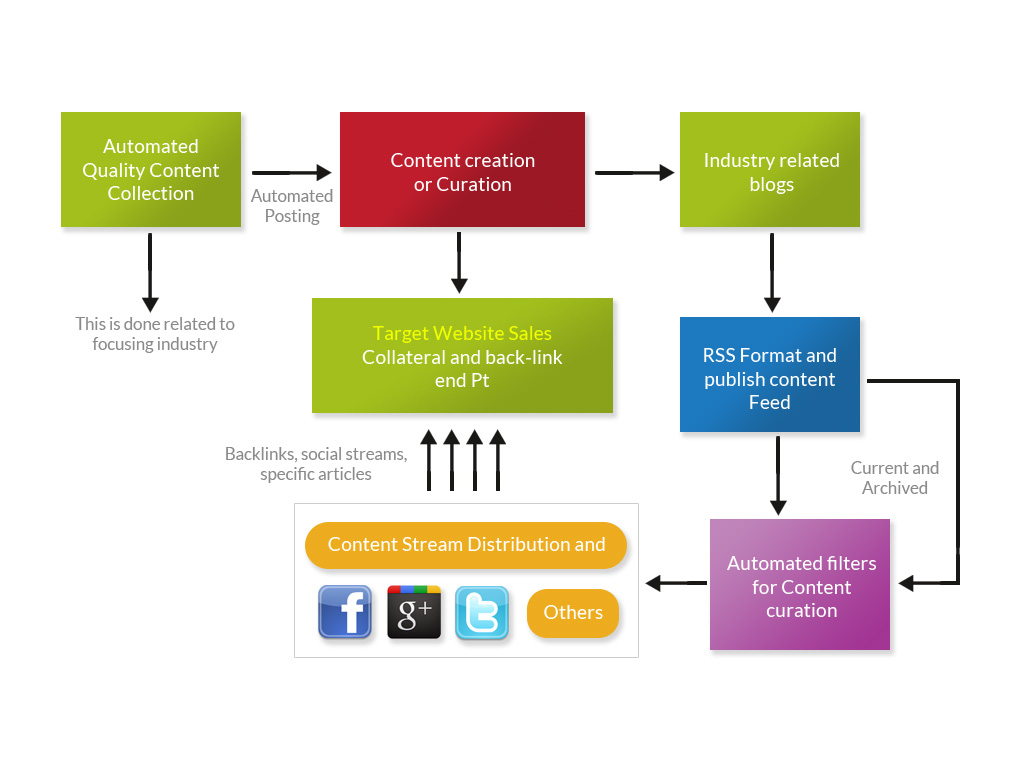 Automated
Quality Content
Collection
Automated
Posting
Content creation
or Curation
Industry related
blogs
This is done related to
focusing industry
Target Website Sales
Collateral and back-link
end Pt
RSS Format and
publish content
Feed
Backlinks, social streams,
specific articles
Current and
Archived
Content Stream Distribution and
f
g+
t
Others
Automated filters
for Content
curation